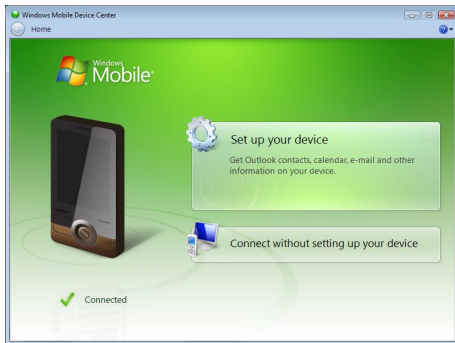 Windows Mobile Device Center
Home
Windows
Mobile®
Set up your device
Get Outlook contacts, calendar, e-mail and other
information on your device.
Connect without setting up your device
Connected